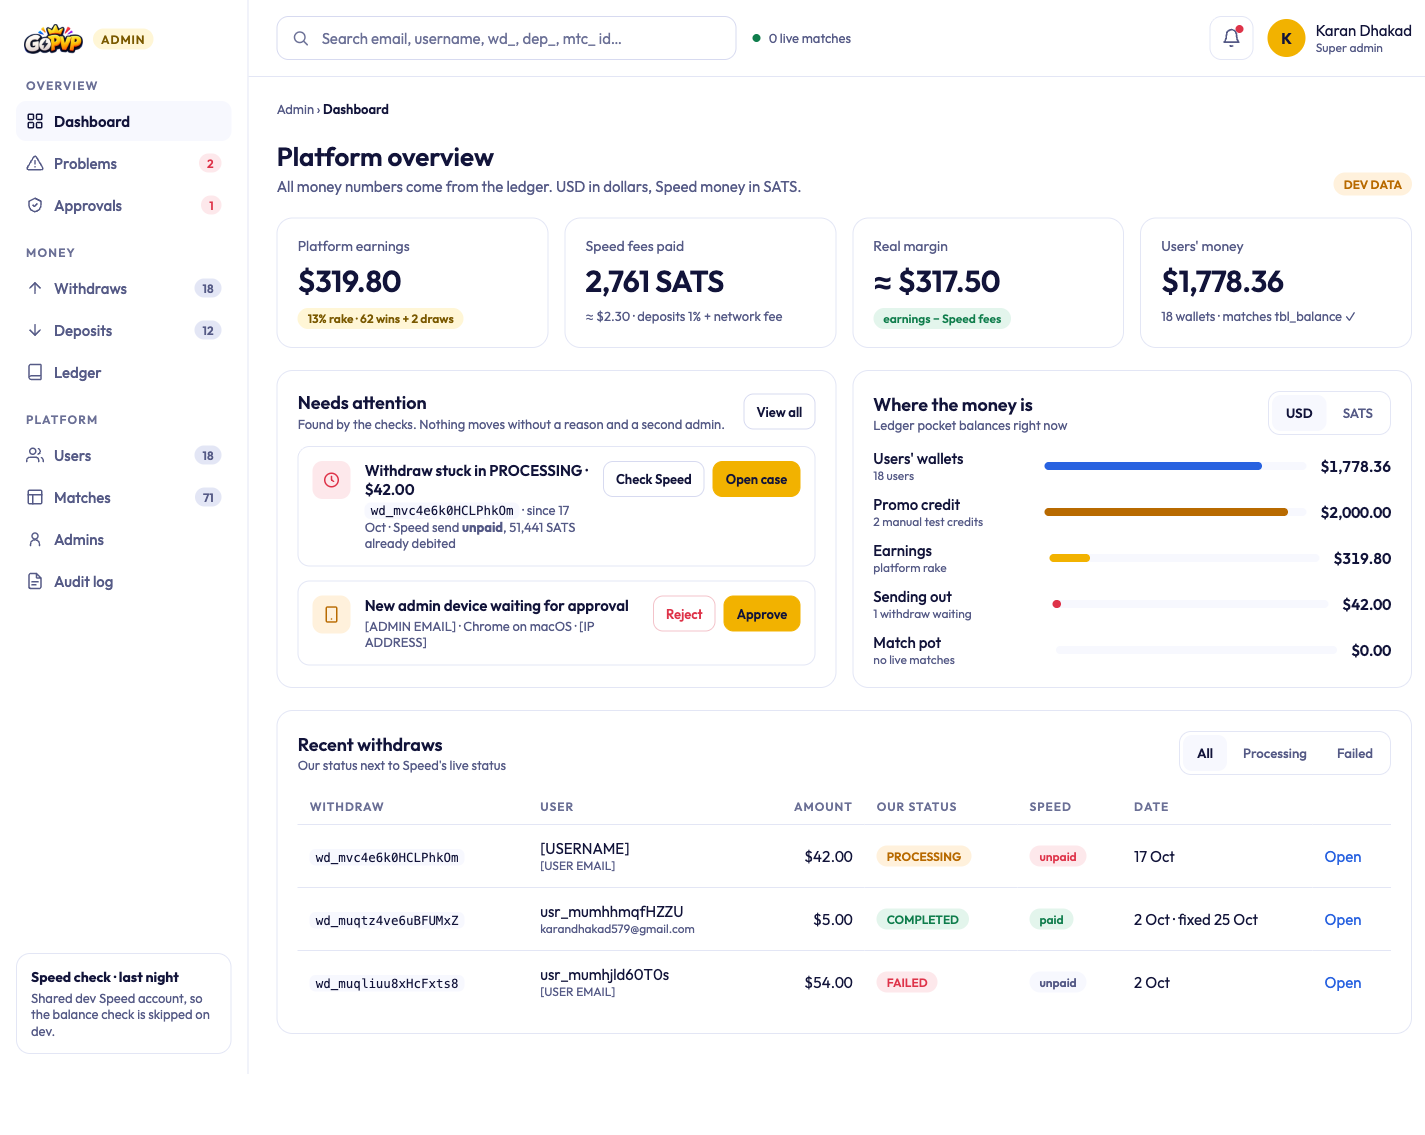 GOPVP ADMIN
OVERVIEW
Dashboard
Problems 2
Approvals 1
MONEY
Withdraws 18
Deposits 12
Ledger
PLATFORM
Users 18
Matches 71
Admins
Audit log
Speed check · last night
Shared dev Speed account, so
the balance check is skipped on
dev.
Search email, username, wd_, dep_, mtc_ id...
0 live matches
K
Karan Dhakad
Super admin
Admin › Dashboard
Platform overview
All money numbers come from the ledger. USD in dollars, Speed money in SATS.
DEV DATA
Platform earnings
$319.80
13% rake · 62 wins + 2 draws
Speed fees paid
2,761 SATS
≈ $2.30 · deposits 1% + network fee
Real margin
≈ $317.50
earnings − Speed fees
Users' money
$1,778.36
18 wallets · matches tbl_balance ✓
Needs attention
Found by the checks. Nothing moves without a reason and a second admin.
View all
Withdraw stuck in PROCESSING ·
$42.00
wd_mvc4e6k0HCLPhkOm · since 17
Oct · Speed send unpaid, 51,441 SATS
already debited
Check Speed
Open case
New admin device waiting for approval
[ADMIN EMAIL] · Chrome on macOS · [IP
ADDRESS]
Reject
Approve
Where the money is
Ledger pocket balances right now
USD SATS
Users' wallets
18 users
$1,778.36
Promo credit
2 manual test credits
$2,000.00
Earnings
platform rake
$319.80
Sending out
1 withdraw waiting
$42.00
Match pot
no live matches
$0.00
Recent withdraws
Our status next to Speed's live status
All Processing Failed
WITHDRAW USER AMOUNT OUR STATUS SPEED DATE
wd_mvc4e6k0HCLPhkOm [USERNAME] $42.00 PROCESSING unpaid 17 Oct Open
[USER EMAIL]
wd_muqtz4ve6uBFUMxZ usr_mumhhmqfHZZU $5.00 COMPLETED paid 2 Oct · fixed 25 Oct Open
karandhakad579@gmail.com
wd_muqliuu8xHcFxts8 usr_mumhjld60T0s $54.00 FAILED unpaid 2 Oct Open
[USER EMAIL]